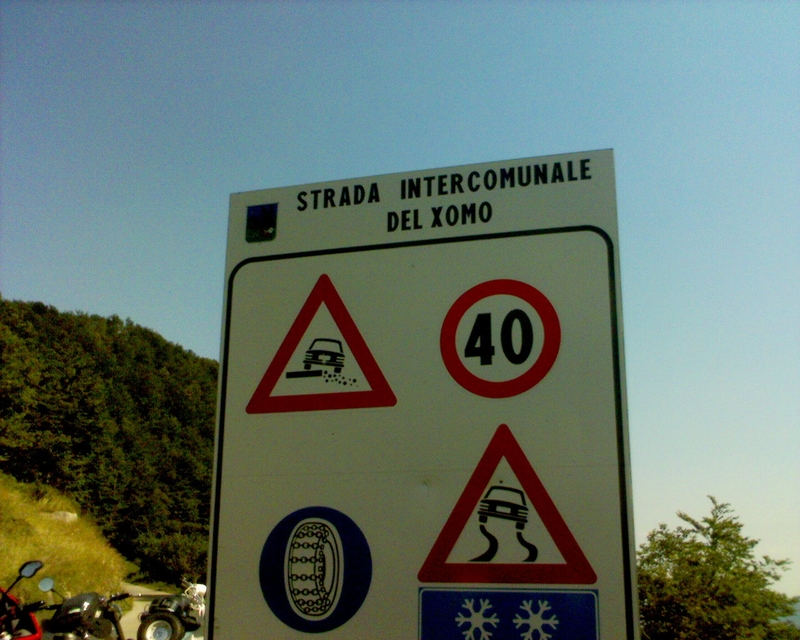 STRADA INTERCOMUNALE
DEL XOMO
40